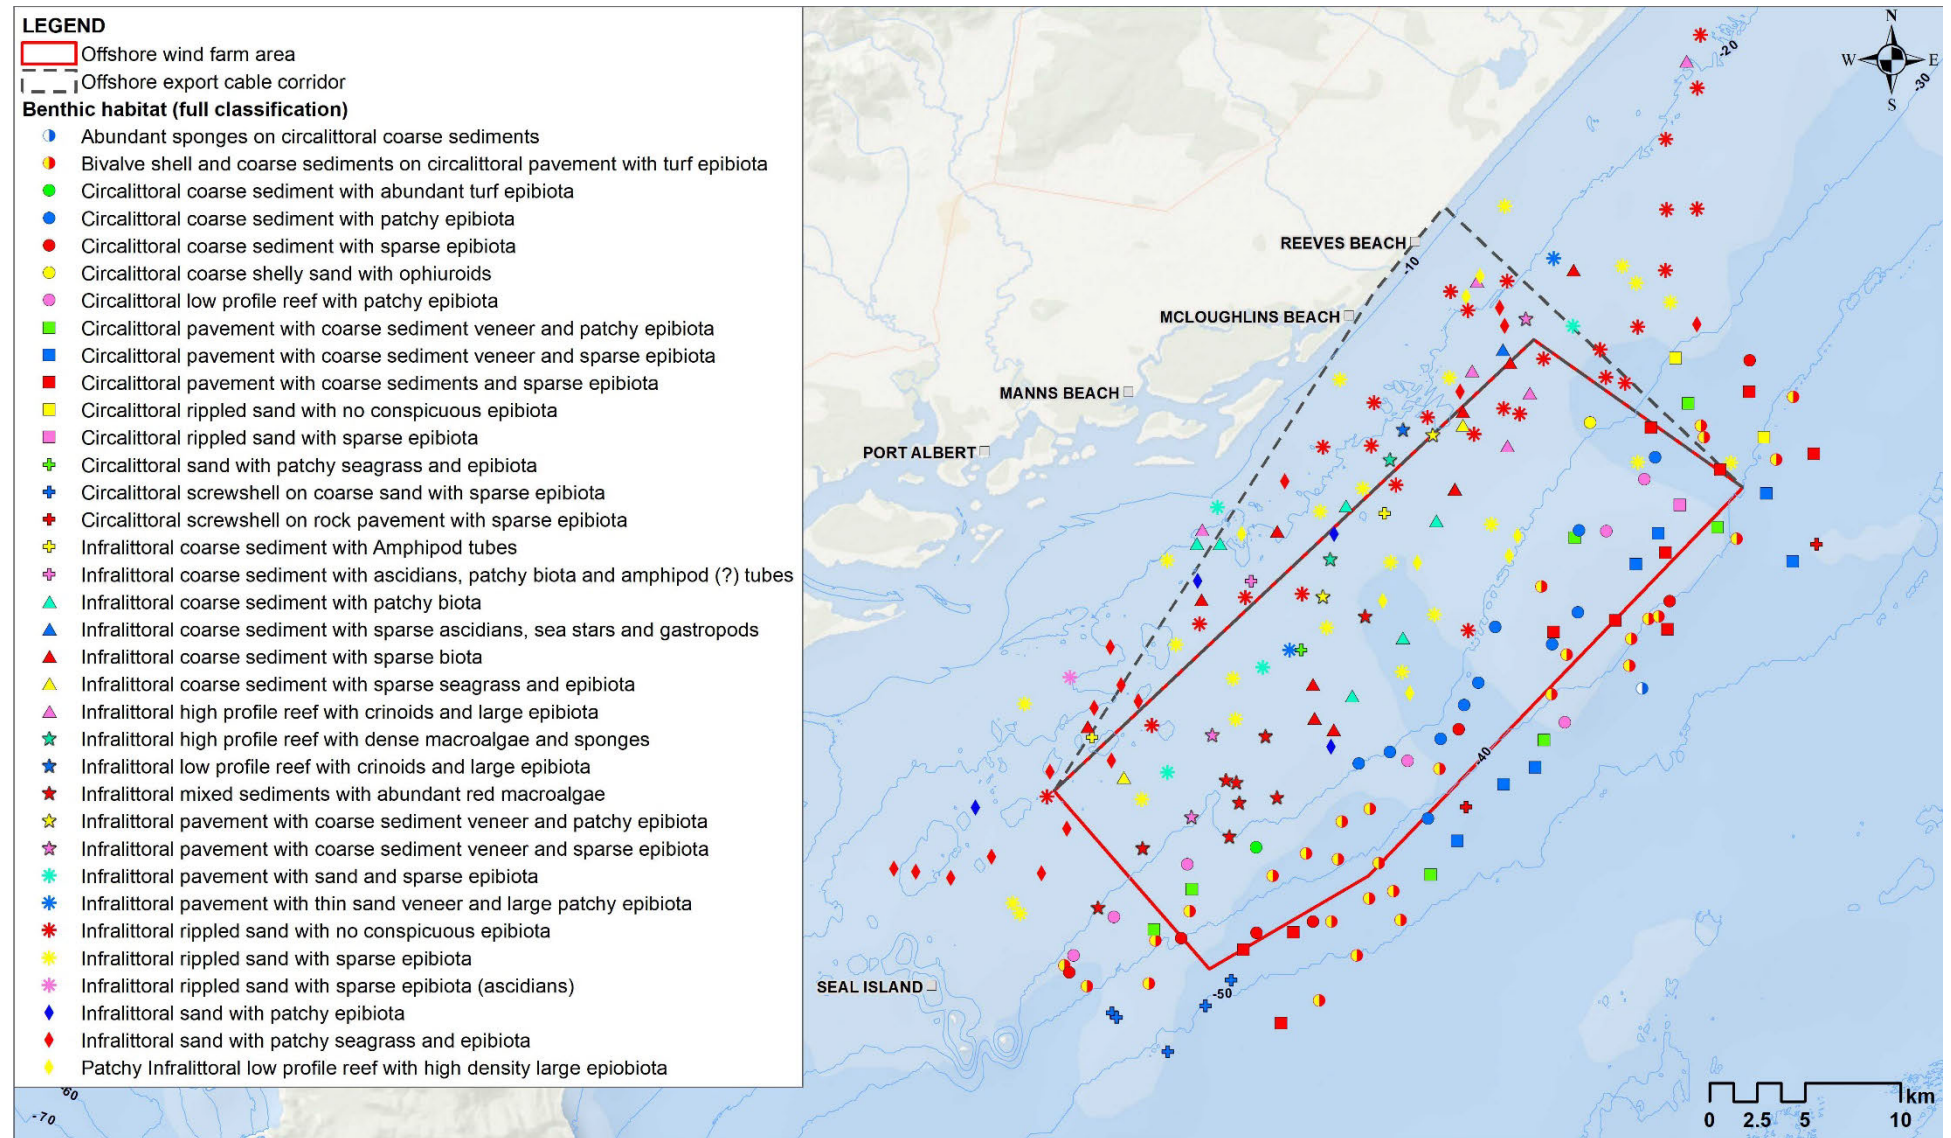 LEGEND
Offshore wind farm area
Offshore export cable corridor
Benthic habitat (full classification)
Abundant sponges on circalittoral coarse sediments
Bivalve shell and coarse sediments on circalittoral pavement with turf epibiota
Circalittoral coarse sediment with abundant turf epibiota
Circalittoral coarse sediment with patchy epibiota
Circalittoral coarse sediment with sparse epibiota
Circalittoral coarse shelly sand with ophiuroids
Circalittoral low profile reef with patchy epibiota
Circalittoral pavement with coarse sediment veneer and patchy epibiota
Circalittoral pavement with coarse sediment veneer and sparse epibiota
Circalittoral pavement with coarse sediments and sparse epibiota
Circalittoral rippled sand with no conspicuous epibiota
Circalittoral rippled sand with sparse epibiota
Circalittoral sand with patchy seagrass and epibiota
Circalittoral screwshell on coarse sand with sparse epibiota
Circalittoral screwshell on rock pavement with sparse epibiota
Infralittoral coarse sediment with Amphipod tubes
Infralittoral coarse sediment with ascidians, patchy biota and amphipod (?) tubes
Infralittoral coarse sediment with patchy biota
Infralittoral coarse sediment with sparse ascidians, sea stars and gastropods
Infralittoral coarse sediment with sparse biota
Infralittoral coarse sediment with sparse seagrass and epibiota
Infralittoral high profile reef with crinoids and large epibiota
Infralittoral high profile reef with dense macroalgae and sponges
Infralittoral low profile reef with crinoids and large epibiota
Infralittoral mixed sediments with abundant red macroalgae
Infralittoral pavement with coarse sediment veneer and patchy epibiota
Infralittoral pavement with coarse sediment veneer and sparse epibiota
Infralittoral pavement with sand and sparse epibiota
Infralittoral pavement with thin sand veneer and large patchy epibiota
Infralittoral rippled sand with no conspicuous epibiota
Infralittoral rippled sand with sparse epibiota
Infralittoral rippled sand with sparse epibiota (ascidians)
Infralittoral sand with patchy epibiota
Infralittoral sand with patchy seagrass and epibiota
Patchy Infralittoral low profile reef with high density large epiobiota
-60
-70
N
W
E
S
-20
-30
REEVES BEACH
-10
MCLOUGHLINS BEACH
MANNS BEACH
PORT ALBERT
-40
SEAL ISLAND
-50
km
0 2.5 5 10